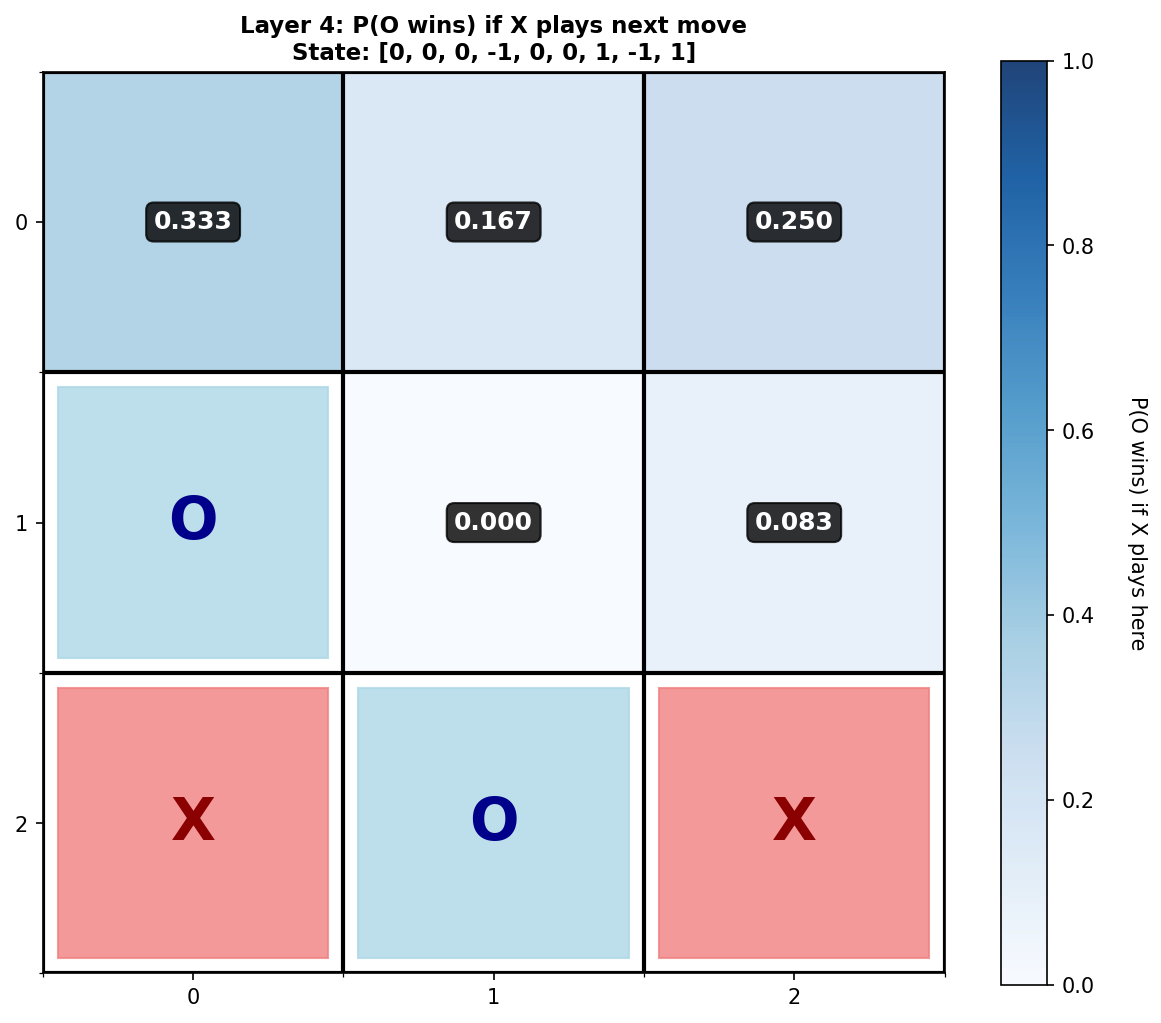 Layer 4: P(O wins) if X plays next move
State: [0, 0, 0, -1, 0, 0, 1, -1, 1]
0
0.333
0.167
0.250
1
O
0.000
0.083
2
X
O
X
0
1
2
1.0
0.8
0.6
0.4
0.2
0.0
P(O wins) if X plays here